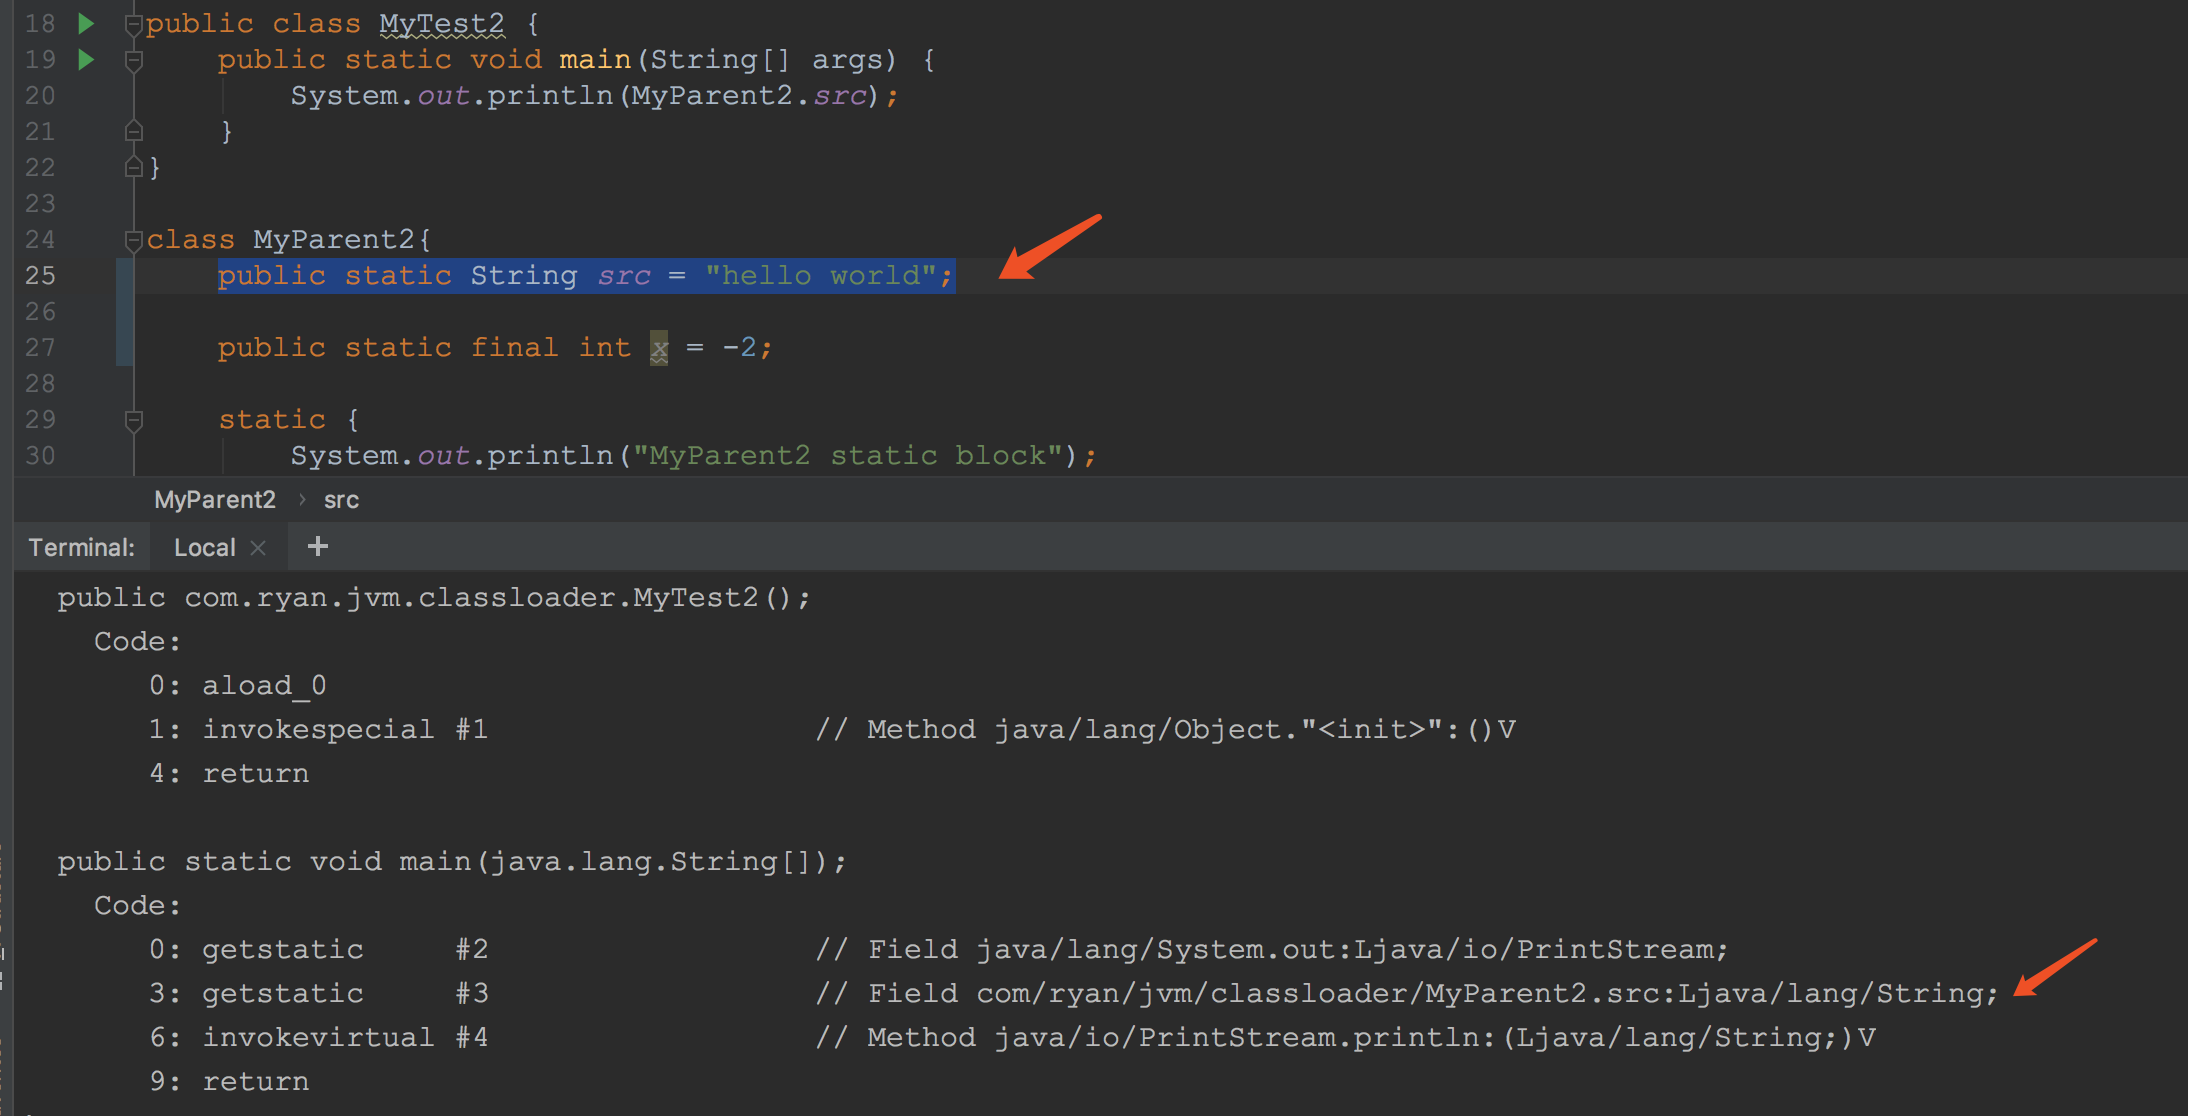 18 public class MyTest2 {
19 public static void main(String[] args) {
20 System.out.println(MyParent2.src);
21 }
22 }
23
24 class MyParent2{
25 public static String src = "hello world";
26
27 public static final int x = -2;
28
29 static {
30 System.out.println("MyParent2 static block");
MyParent2 › src
Terminal: Local × +
public com.ryan.jvm.classloader.MyTest2();
Code:
0: aload_0
1: invokespecial #1 // Method java/lang/Object."<init>":()V
4: return
public static void main(java.lang.String[]);
Code:
0: getstatic #2 // Field java/lang/System.out:Ljava/io/PrintStream;
3: getstatic #3 // Field com/ryan/jvm/classloader/MyParent2.src:Ljava/lang/String;
6: invokevirtual #4 // Method java/io/PrintStream.println:(Ljava/lang/String;)V
9: return